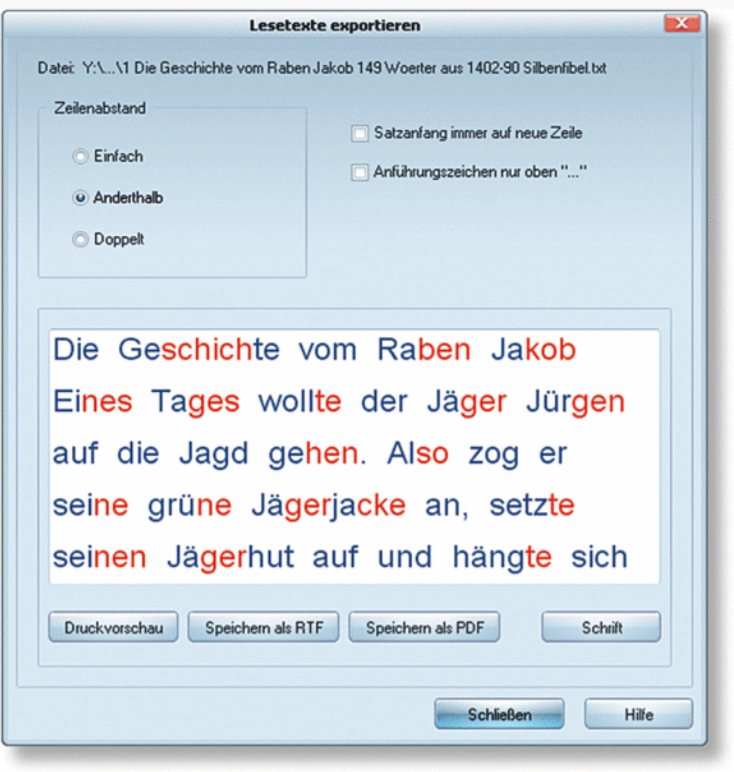 Lesetexte exportieren
Datei: Y:\...\1 Die Geschichte vom Raben Jakob 149 Woerter aus 1402-90 Silbenfibel.txt
Zeilenabstand
Einfach
Anderthalb
Doppelt
Satzanfang immer auf neue Zeile
Anführungszeichen nur oben "..."
Die Geschichte vom Raben Jakob
Eines Tages wollte der Jäger Jürgen
auf die Jagd gehen. Also zog er
seine grüne Jägerjacke an, setzte
seinen Jägerhut auf und hängte sich
Druckvorschau
Speichern als RTF
Speichern als PDF
Schrift
Schließen
Hilfe